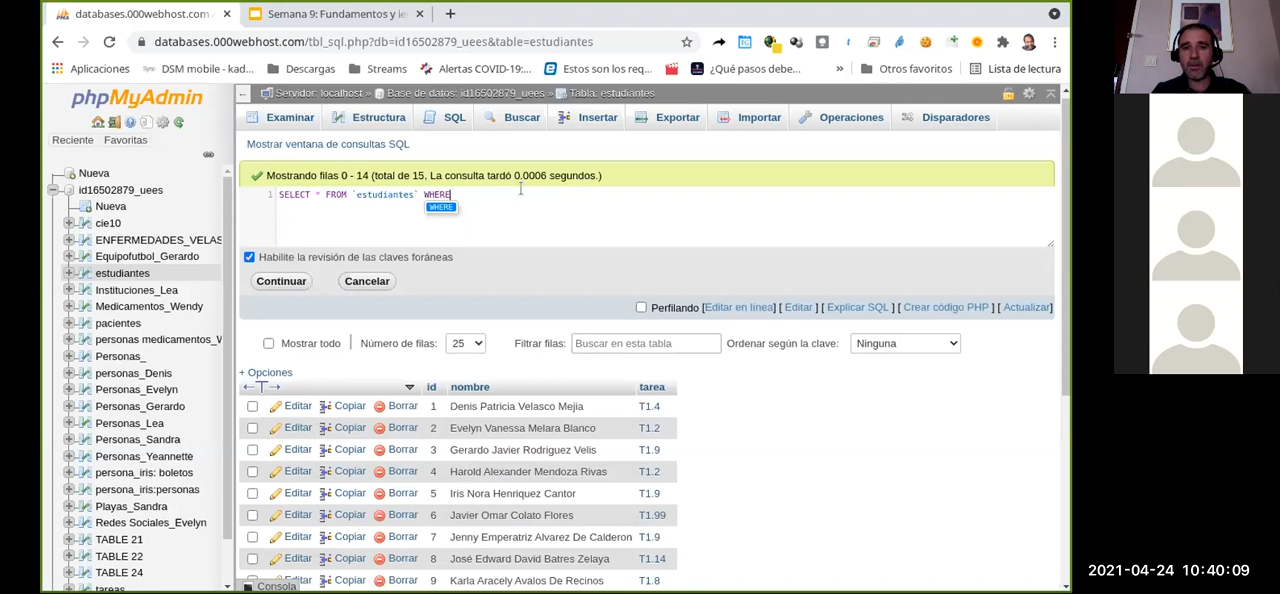 databases.000webhost.com
Semana 9: Fundamentos y le
databases.000webhost.com/tbl_sql.php?db=id16502879_uees&table=estudiantes
Aplicaciones
DSM mobile - kad...
Descargas
Streams
Alertas COVID-19:...
Estos son los req...
¿Qué pasos debe...
»
Otros favoritos
Lista de lectura
phpMyAdmin
Reciente
Favoritas
Nueva
id16502879_uees
Nueva
cie10
ENFERMEDADES_VELAS
Equipofutbol_Gerardo
estudiantes
Instituciones_Lea
Medicamentos_Wendy
pacientes
personas medicamentos_W
Personas_
personas_Denis
Personas_Evelyn
Personas_Gerardo
Personas_Lea
Personas_Sandra
Personas_Yeannette
persona_iris: boletos
persona_iris:personas
Playas_Sandra
Redes Sociales_Evelyn
TABLE 21
TABLE 22
TABLE 24
tareas
Servidor: localhost » Base de datos: id16502879_uees » Tabla: estudiantes
Examinar
Estructura
SQL
Buscar
Insertar
Exportar
Importar
Operaciones
Disparadores
Mostrar ventana de consultas SQL
Mostrando filas 0 - 14 (total de 15, La consulta tardó 0.0006 segundos.)
1 SELECT * FROM `estudiantes` WHERE
WHERE
Habilite la revisión de las claves foráneas
Continuar
Cancelar
Perfilando [Editar en línea] [ Editar ] [ Explicar SQL ] [ Crear código PHP ] [ Actualizar]
Mostrar todo | Número de filas: 25 Filtrar filas: Buscar en esta tabla Ordenar según la clave: Ninguna
+ Opciones
←T→ id nombre tarea
Editar Copiar Borrar 1 Denis Patricia Velasco Mejia T1.4
Editar Copiar Borrar 2 Evelyn Vanessa Melara Blanco T1.2
Editar Copiar Borrar 3 Gerardo Javier Rodriguez Velis T1.9
Editar Copiar Borrar 4 Harold Alexander Mendoza Rivas T1.2
Editar Copiar Borrar 5 Iris Nora Henriquez Cantor T1.9
Editar Copiar Borrar 6 Javier Omar Colato Flores T1.99
Editar Copiar Borrar 7 Jenny Emperatriz Alvarez De Calderon T1.9
Editar Copiar Borrar 8 José Edward David Batres Zelaya T1.14
Editar Copiar Borrar 9 Karla Aracely Avalos De Recinos T1.8
Consola
2021-04-24 10:40:09